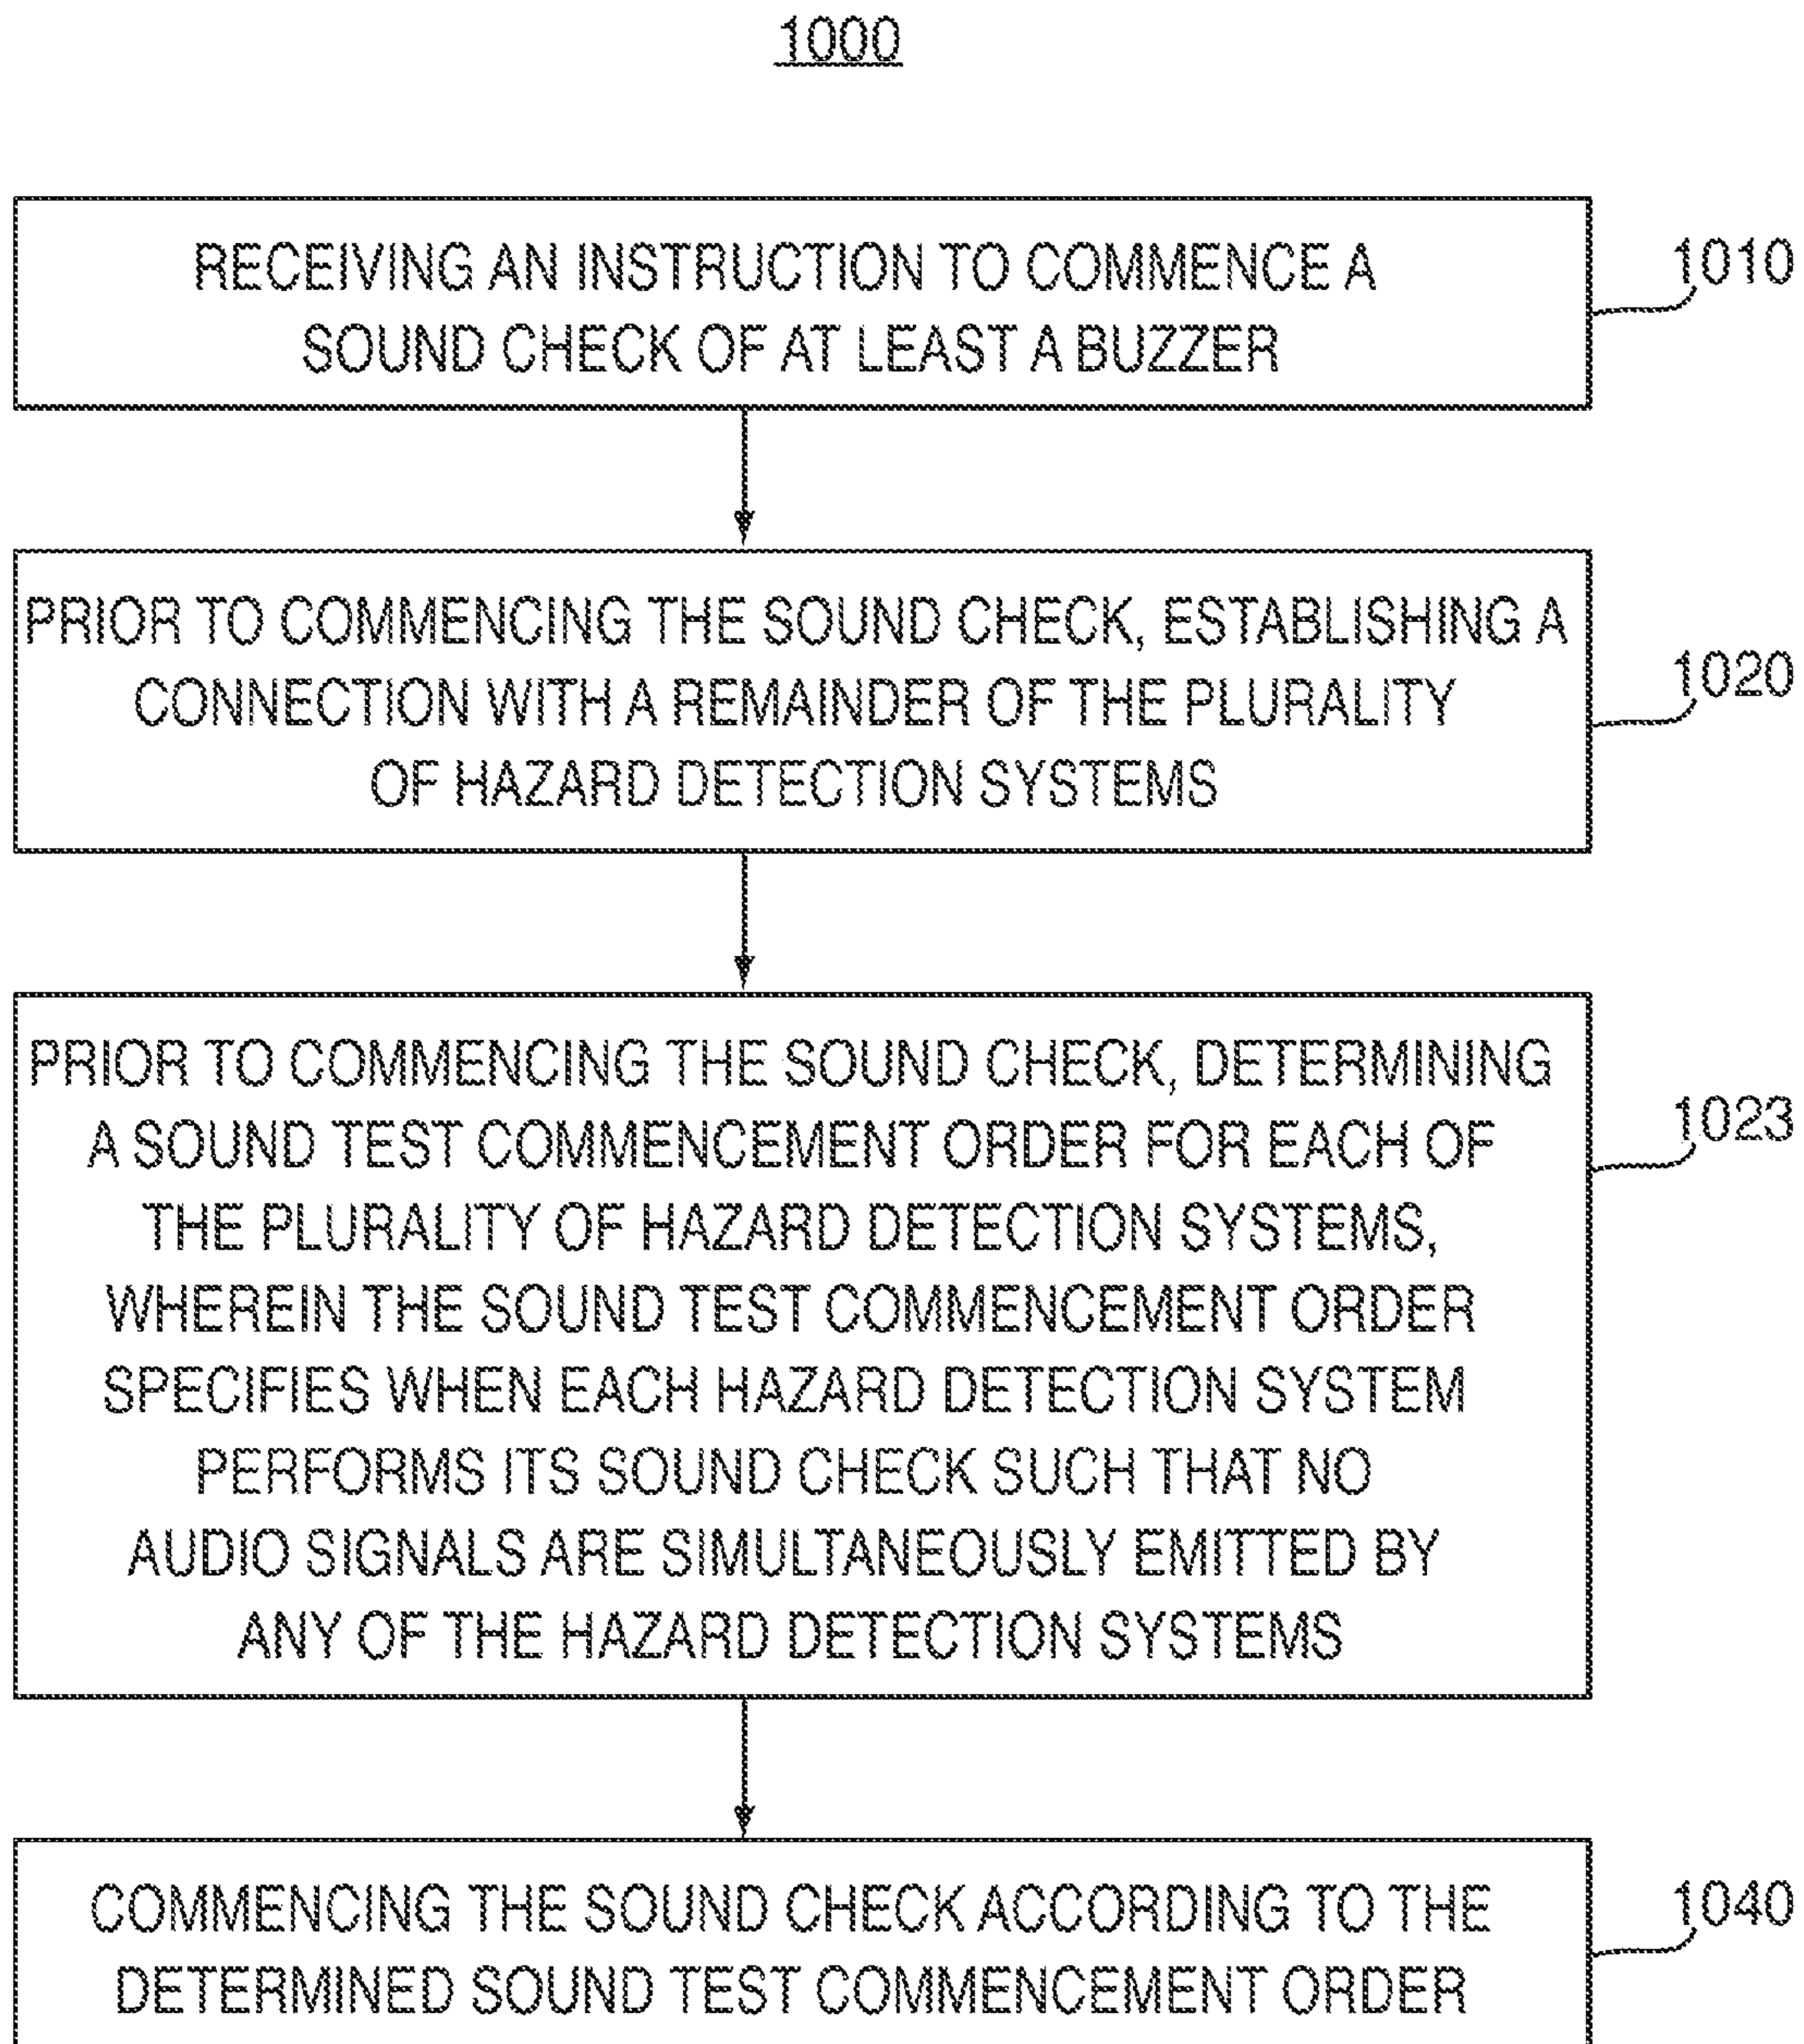 1000
RECEIVING AN INSTRUCTION TO COMMENCE A
SOUND CHECK OF AT LEAST A BUZZER
1010
PRIOR TO COMMENCING THE SOUND CHECK, ESTABLISHING A
CONNECTION WITH A REMAINDER OF THE PLURALITY
OF HAZARD DETECTION SYSTEMS
1020
PRIOR TO COMMENCING THE SOUND CHECK, DETERMINING
A SOUND TEST COMMENCEMENT ORDER FOR EACH OF
THE PLURALITY OF HAZARD DETECTION SYSTEMS,
WHEREIN THE SOUND TEST COMMENCEMENT ORDER
SPECIFIES WHEN EACH HAZARD DETECTION SYSTEM
PERFORMS ITS SOUND CHECK SUCH THAT NO
AUDIO SIGNALS ARE SIMULTANEOUSLY EMITTED BY
ANY OF THE HAZARD DETECTION SYSTEMS
1023
COMMENCING THE SOUND CHECK ACCORDING TO THE
DETERMINED SOUND TEST COMMENCEMENT ORDER
1040